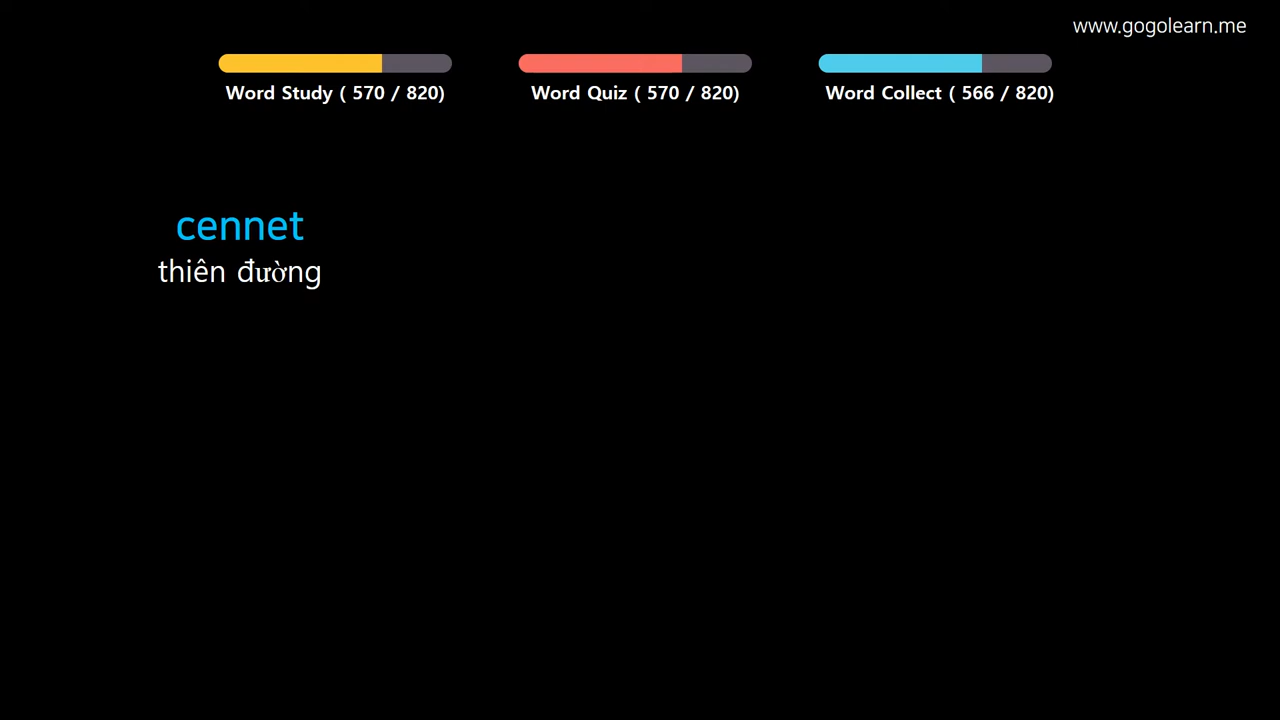 www.gogolearn.me
Word Study ( 570 / 820)
Word Quiz ( 570 / 820)
Word Collect ( 566 / 820)
cennet
thiên đường